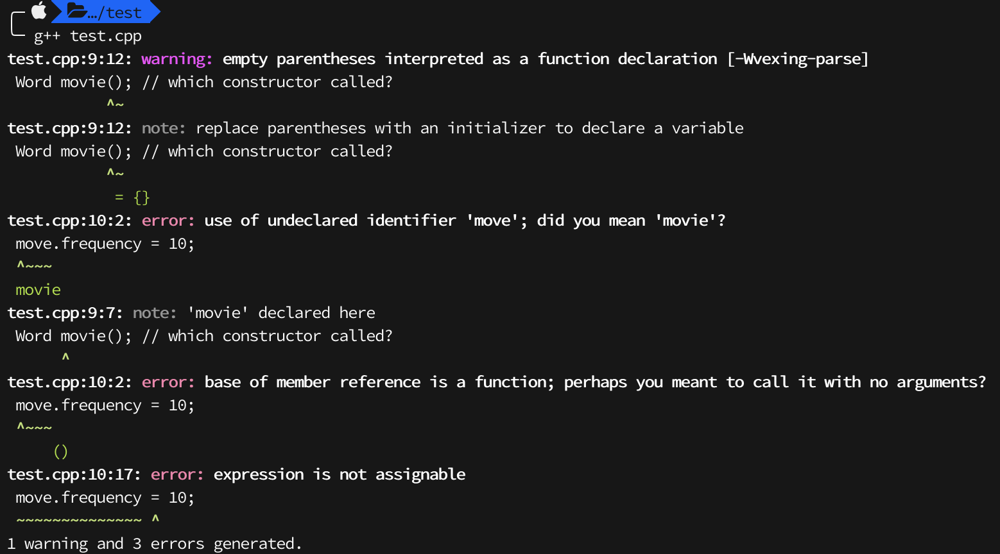 …/test
g++ test.cpp
test.cpp:9:12: warning: empty parentheses interpreted as a function declaration [-Wvexing-parse]
Word movie(); // which constructor called?
^~
test.cpp:9:12: note: replace parentheses with an initializer to declare a variable
Word movie(); // which constructor called?
^~
= {}
test.cpp:10:2: error: use of undeclared identifier 'move'; did you mean 'movie'?
move.frequency = 10;
^~~~
movie
test.cpp:9:7: note: 'movie' declared here
Word movie(); // which constructor called?
^
test.cpp:10:2: error: base of member reference is a function; perhaps you meant to call it with no arguments?
move.frequency = 10;
^~~~
()
test.cpp:10:17: error: expression is not assignable
move.frequency = 10;
~~~~~~~~~~~~~~ ^
1 warning and 3 errors generated.